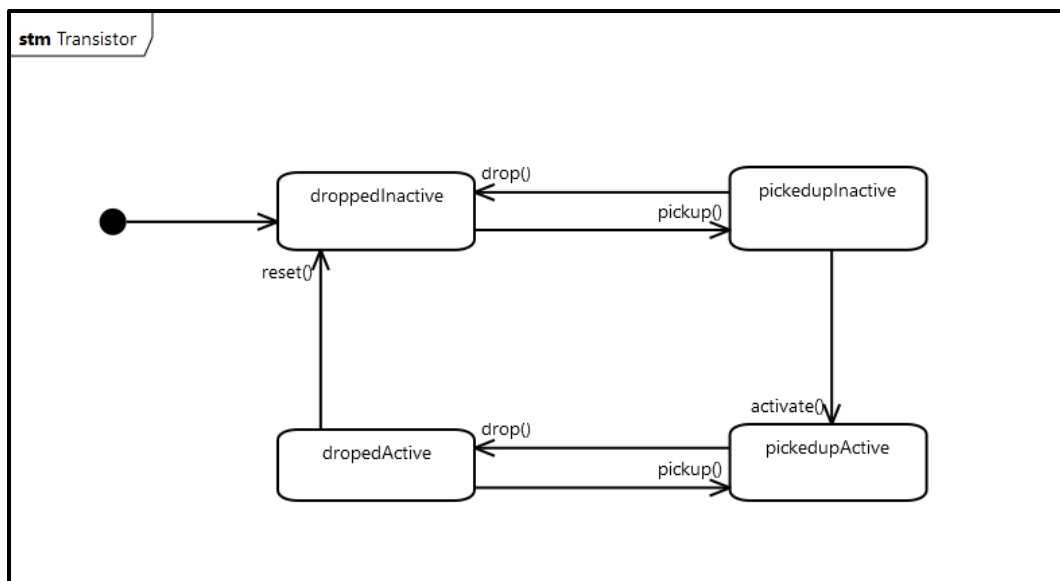 stm Transistor
droppedInactive
drop()
pickedupInactive
pickup()
reset()
activate()
dropedActive
drop()
pickedupActive
pickup()